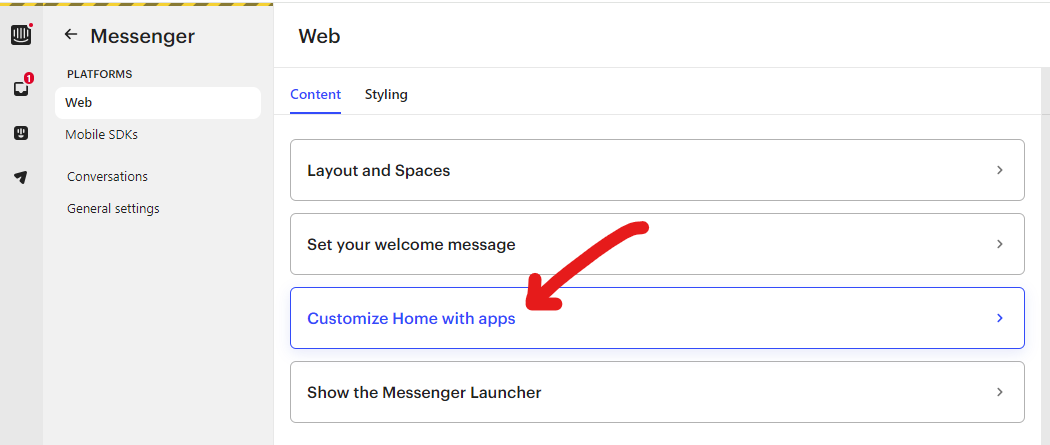 Messenger
PLATFORMS
Web
Mobile SDKs
Conversations
General settings
1
Web
Content Styling
Layout and Spaces
Set your welcome message
Customize Home with apps
Show the Messenger Launcher